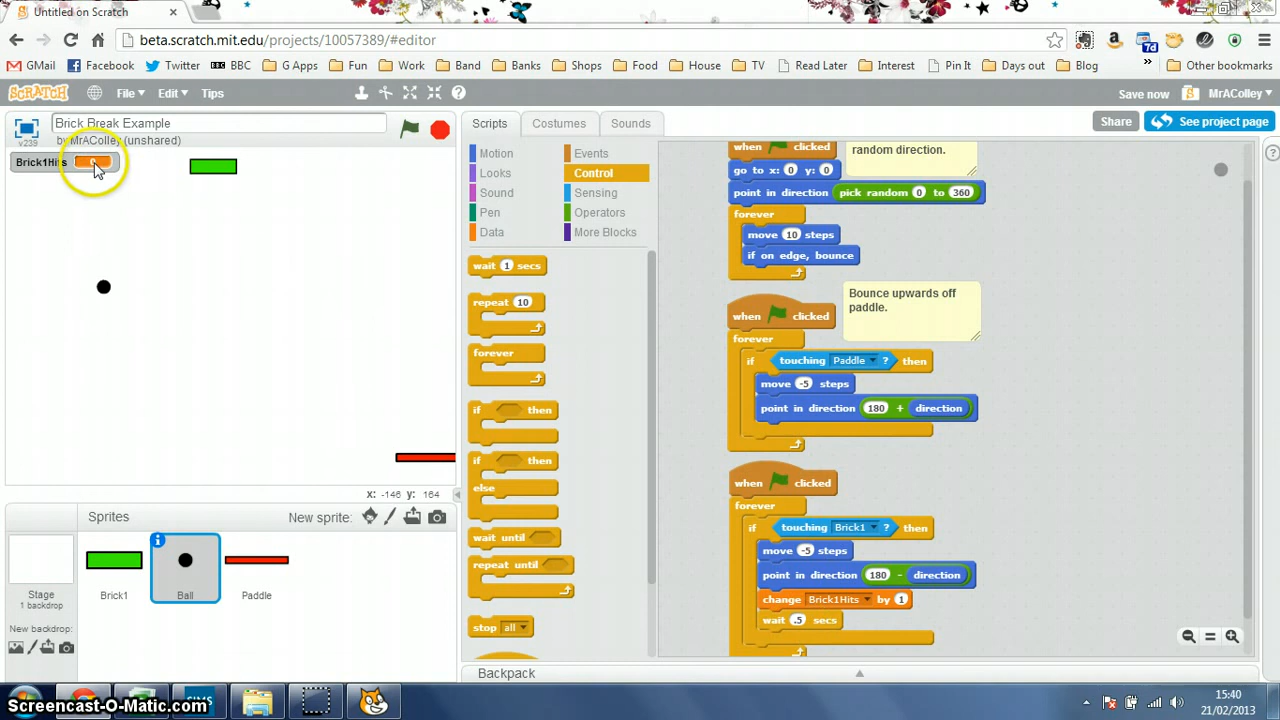 Untitled on Scratch
beta.scratch.mit.edu/projects/10057389/#editor
7d
GMail Facebook Twitter BBC G Apps Fun Work Band Banks Shops Food House TV Read Later Pin It Interest Days out Blog Other bookmarks
SCRATCH File Edit Tips Save now MrAColley
Brick Break Example
by MrAColley (unshared)
v239
Scripts Costumes Sounds
Share See project page
Brick1Hits
Motion Events
Looks Control
Sound Sensing
Pen Operators
Data More Blocks
wait 1 secs
repeat 10
forever
if then
if then
else
wait until
repeat until
stop all
when clicked
random direction.
go to x: 0 y: 0
point in direction pick random 0 to 360
forever
move 10 steps
if on edge, bounce
when clicked
Bounce upwards off
paddle.
forever
if touching Paddle ? then
move -5 steps
point in direction 180 + direction
when clicked
forever
if touching Brick1 ? then
move -5 steps
point in direction 180 - direction
change Brick1Hits by 1
wait .5 secs
x: -146 y: 164
Sprites New sprite:
Stage
1 backdrop
New backdrop:
Brick1 Ball Paddle
Backpack
Screencast-O-Matic.com
SIMS
15:40
21/02/2013